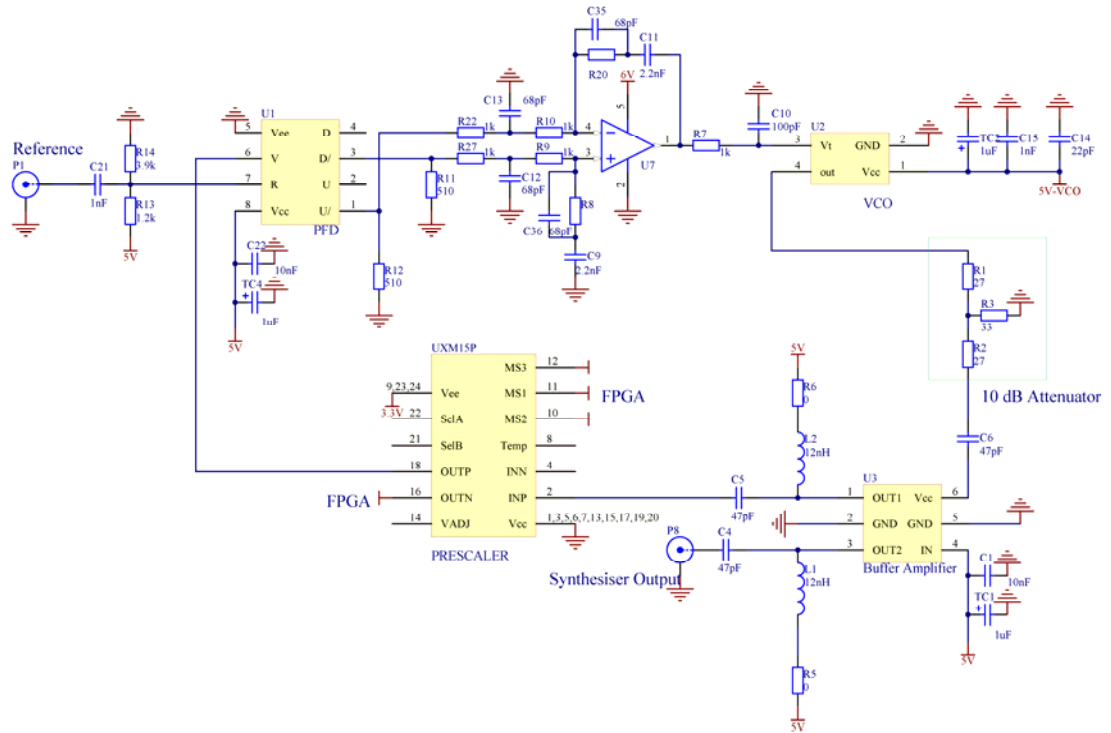 C35
68pF
C11
R20
2.2nF
6V
C13
68pF
5
C10
100pF
U1
R22
1k
R10
1k
4
1
R7
1k
U7
2
5
Vee
D
4
R14
3.9k
Reference
P1
6
V
D/
3
R27
1k
R9
1k
3
C21
1nF
7
R
U
2
R11
510
C12
68pF
R8
R13
1.2k
8
Vcc
U/
1
C36
68pF
5V
PFD
C9
2.2nF
C22
10nF
R12
510
TC4
+
1uF
5V
U2
3
Vt
GND
2
4
out
Vcc
1
VCO
+
1uF
C15
1nF
C14
22pF
5V-VCO
R1
27
R3
33
R2
27
10 dB Attenuator
UXM15P
MS3
12
9,23,24
Vee
MS1
11
FPGA
3.3V
22
SelA
MS2
10
21
SelB
Temp
8
18
OUTP
INN
4
FPGA
16
OUTN
INP
2
14
VADJ
Vcc
1,3,5,6,7,13,15,17,19,20
PRESCALER
5V
R6
0
L2
12nH
C6
47pF
C5
47pF
U3
1
OUT1
Vcc
6
2
GND
GND
5
3
OUT2
IN
4
Buffer Amplifier
P8
C4
47pF
Synthesiser Output
L1
12nH
C1
10nF
TC1
+
1uF
5V
R5
0
5V